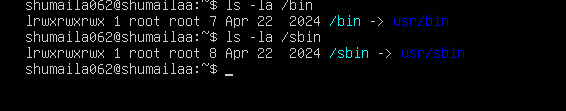 shumaila062@shumailaa:~$ ls -la /bin
lrwxrwxrwx 1 root root 7 Apr 22  2024 /bin -> usr/bin
shumaila062@shumailaa:~$ ls -la /sbin
lrwxrwxrwx 1 root root 8 Apr 22  2024 /sbin -> usr/sbin
shumaila062@shumailaa:~$ _